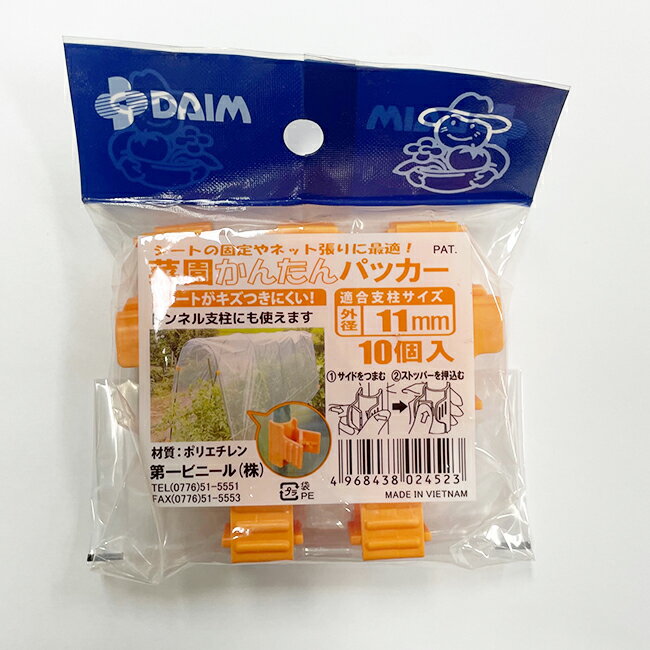 DAIM
シートの固定やネット張りに最適！
菜園かんたんパッカー
PAT.
シートがキズつきにくい！
トンネル支柱にも使えます
適合支柱サイズ
外径 11mm
10個入
①サイドをつまむ ②ストッパーを押込む
材質：ポリエチレン
第一ビニール(株)
TEL(0776)51-5551
FAX(0776)51-5553
プラ
袋
PE
4 968438 024523
MADE IN VIETNAM